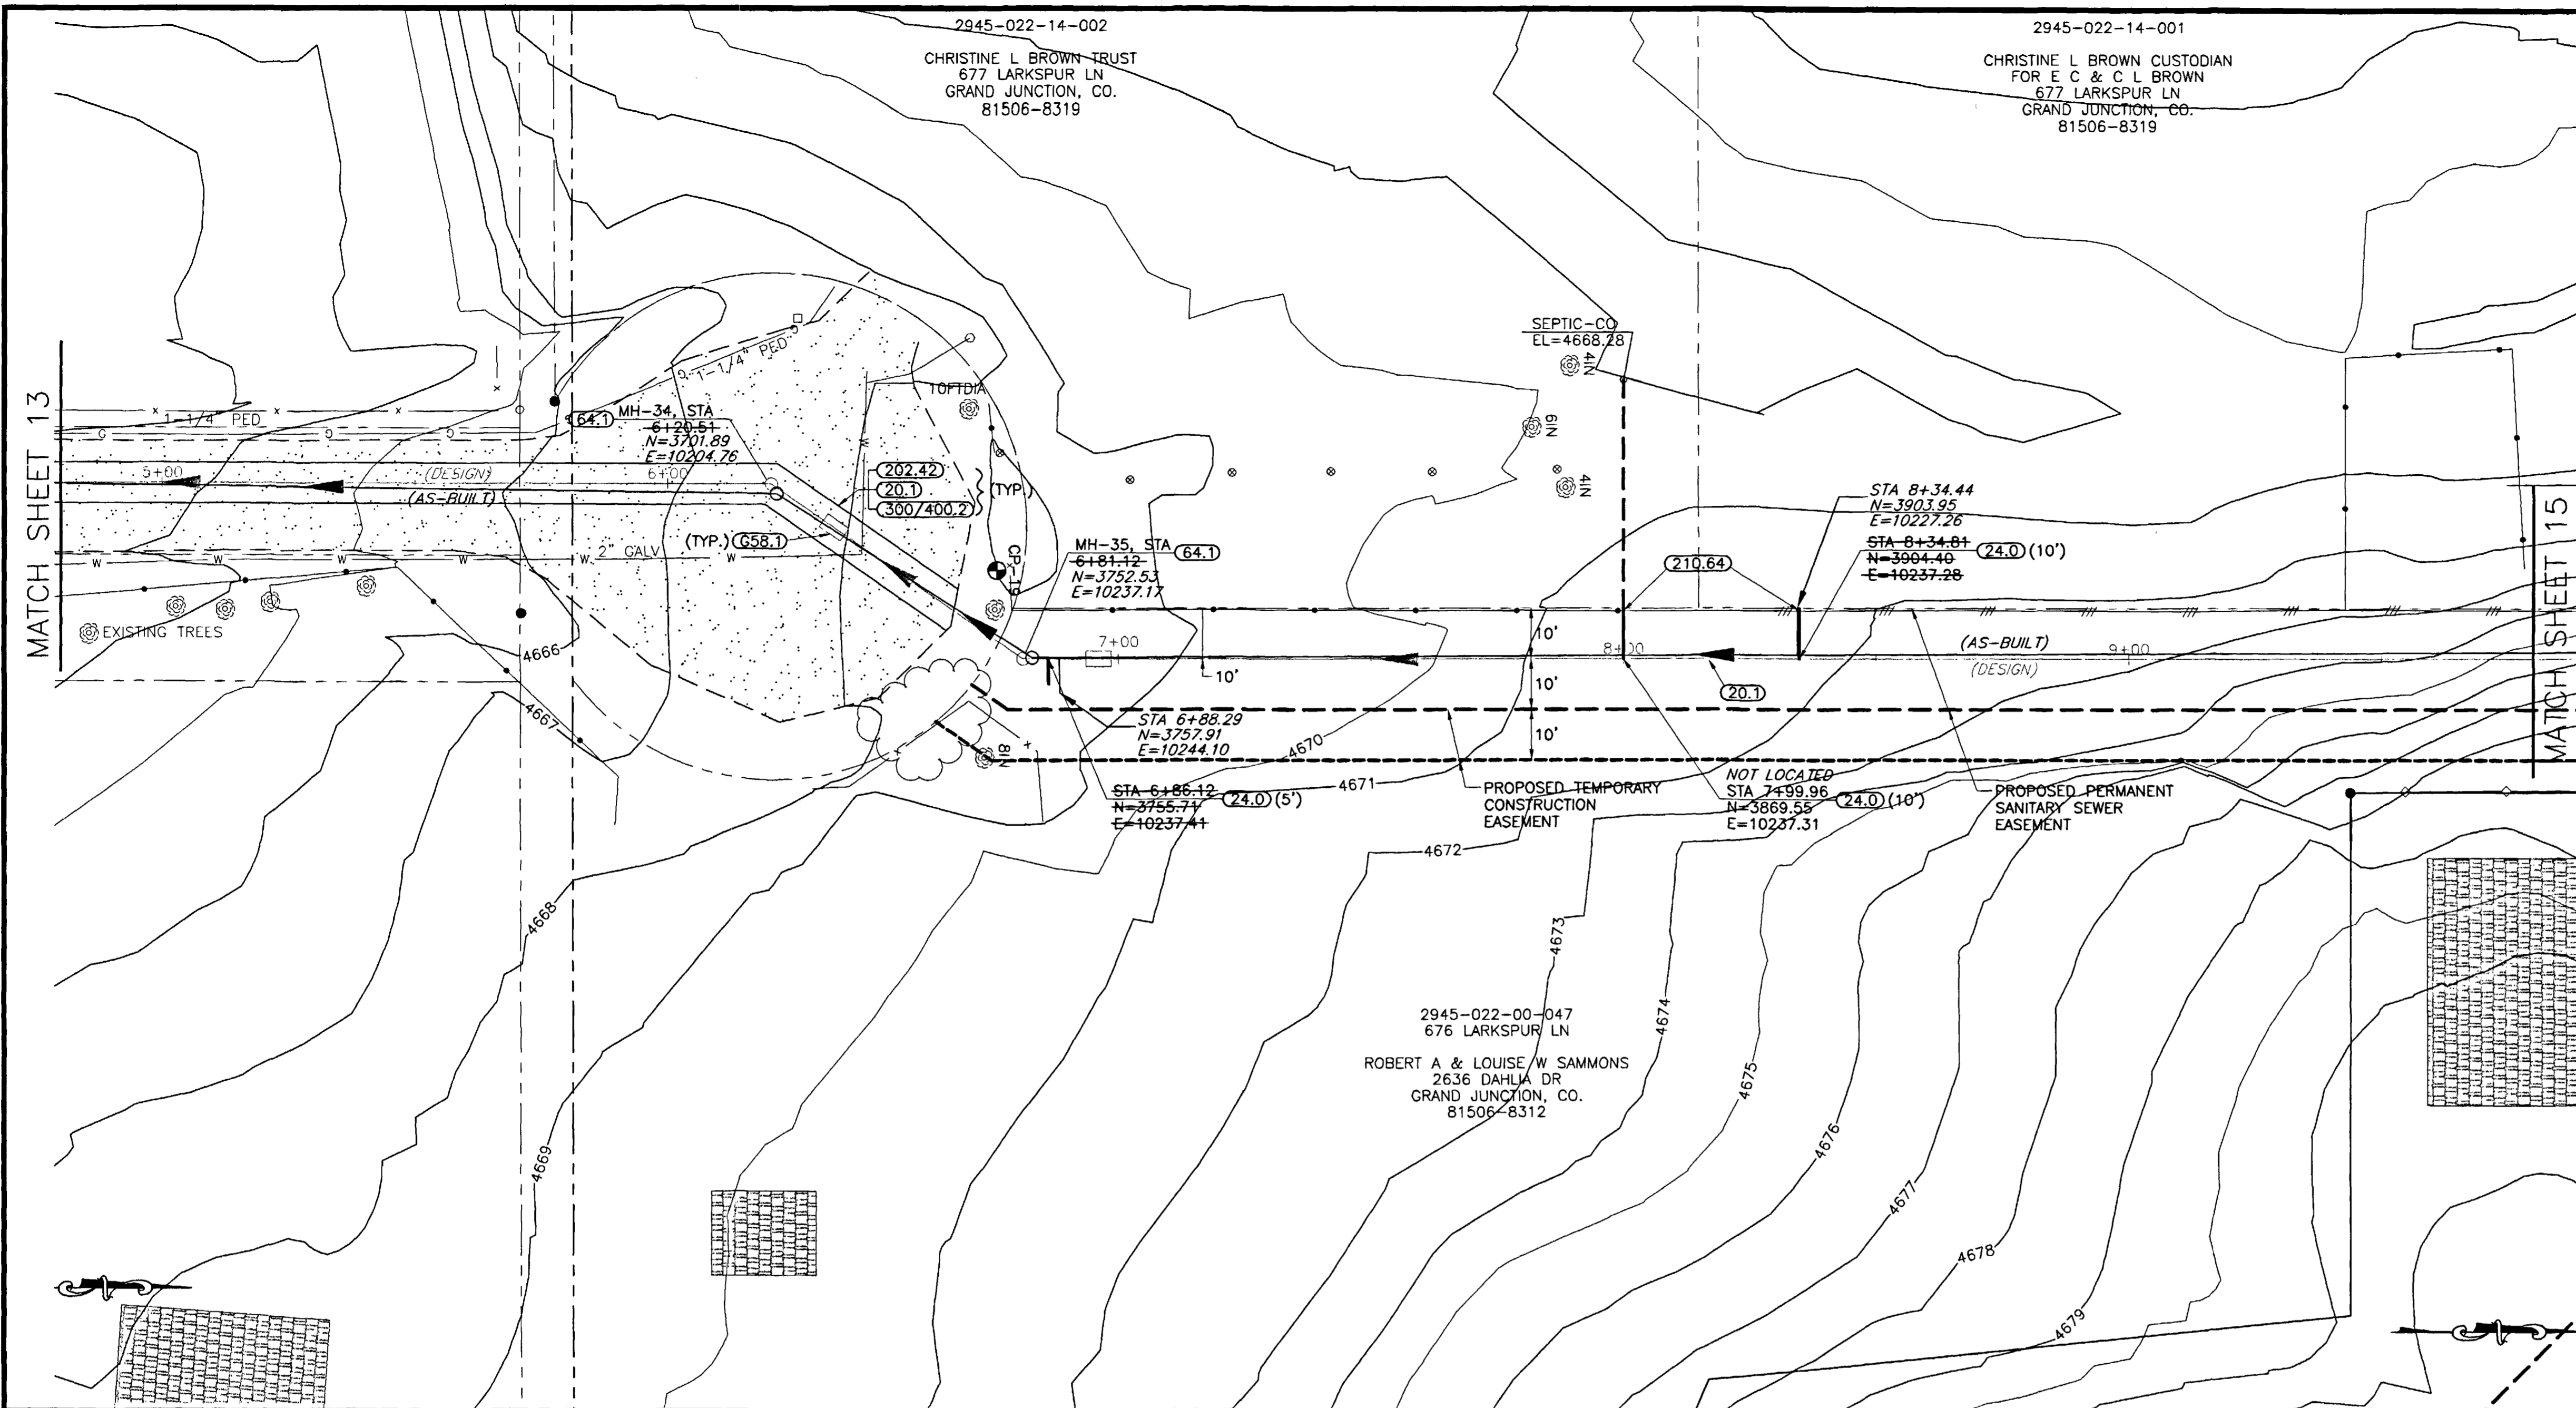 2945-022-14-002
CHRISTINE L BROWN TRUST
677 LARKSPUR LN
GRAND JUNCTION, CO.
81506-8319
2945-022-14-001
CHRISTINE L BROWN CUSTODIAN
FOR E C & C L BROWN
677 LARKSPUR LN
GRAND JUNCTION, CO.
81506-8319
MATCH SHEET 13
SEPTIC-CO
EL=4668.28
4IN
6IN
4IN
1-1/4" PED
1-1/4" PED
G
G
G
G
G
10FTDIA
64.1
MH-34, STA
6+20.51
N=3701.89
E=10204.76
5+00
(DESIGN)
6+00
(AS-BUILT)
202.42
20.1
300/400.2
(TYP.)
(TYP.)
G58.1
W
W
W
W
W
2" GALV
W
W
CP-19
MH-35, STA
64.1
6+81.12
N=3752.53
E=10237.17
STA 8+34.44
N=3903.95
E=10227.26
STA 8+34.81
N=3904.40
E=10237.28
24.0
(10')
210.64
EXISTING TREES
4666
4667
7+00
8+00
(AS-BUILT)
9+00
(DESIGN)
10'
10'
10'
10'
20.1
MATCH SHEET 15
8IN
STA 6+88.29
N=3757.91
E=10244.10
4670
4671
STA 6+86.12
N=3755.71
E=10237.41
24.0
(5')
PROPOSED TEMPORARY
CONSTRUCTION
EASEMENT
NOT LOCATED
STA 7+99.96
N=3869.55
E=10237.31
24.0
(10')
PROPOSED PERMANENT
SANITARY SEWER
EASEMENT
4672
4668
4673
4674
4669
2945-022-00-047
676 LARKSPUR LN
ROBERT A & LOUISE W SAMMONS
2636 DAHLIA DR
GRAND JUNCTION, CO.
81506-8312
4675
4676
4677
4678
4679